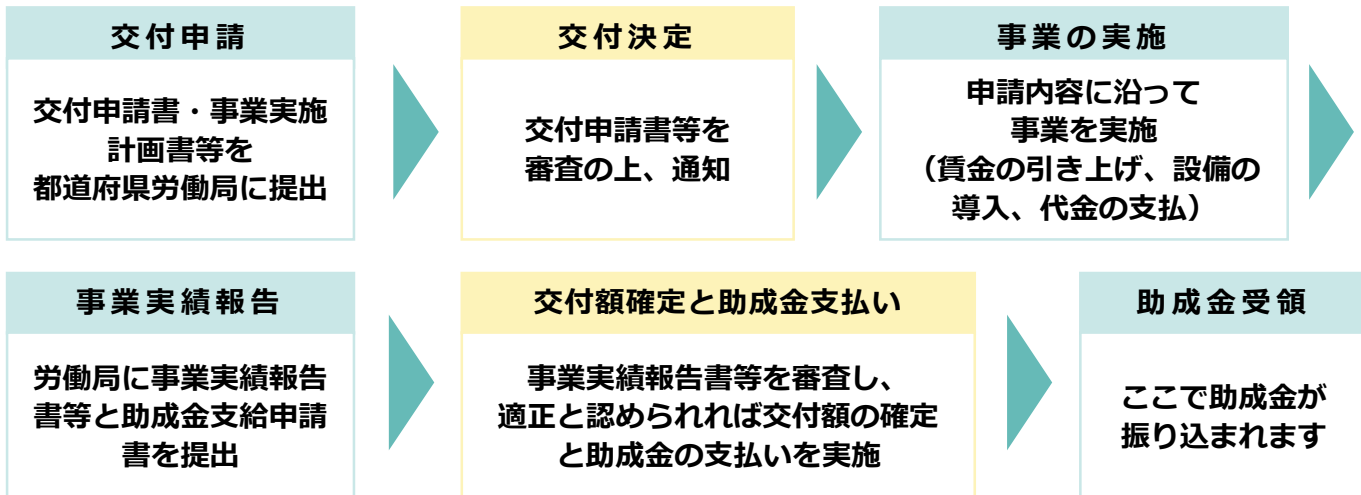 交付申請
交付申請書・事業実施
計画書等を
都道府県労働局に提出
交付決定
交付申請書等を
審査の上、通知
事業の実施
申請内容に沿って
事業を実施
（賃金の引き上げ、設備の
導入、代金の支払）
事業実績報告
労働局に事業実績報告
書等と助成金支給申請
書を提出
交付額確定と助成金支払い
事業実績報告書等を審査し、
適正と認められれば交付額の確定
と助成金の支払いを実施
助成金受領
ここで助成金が
振り込まれます